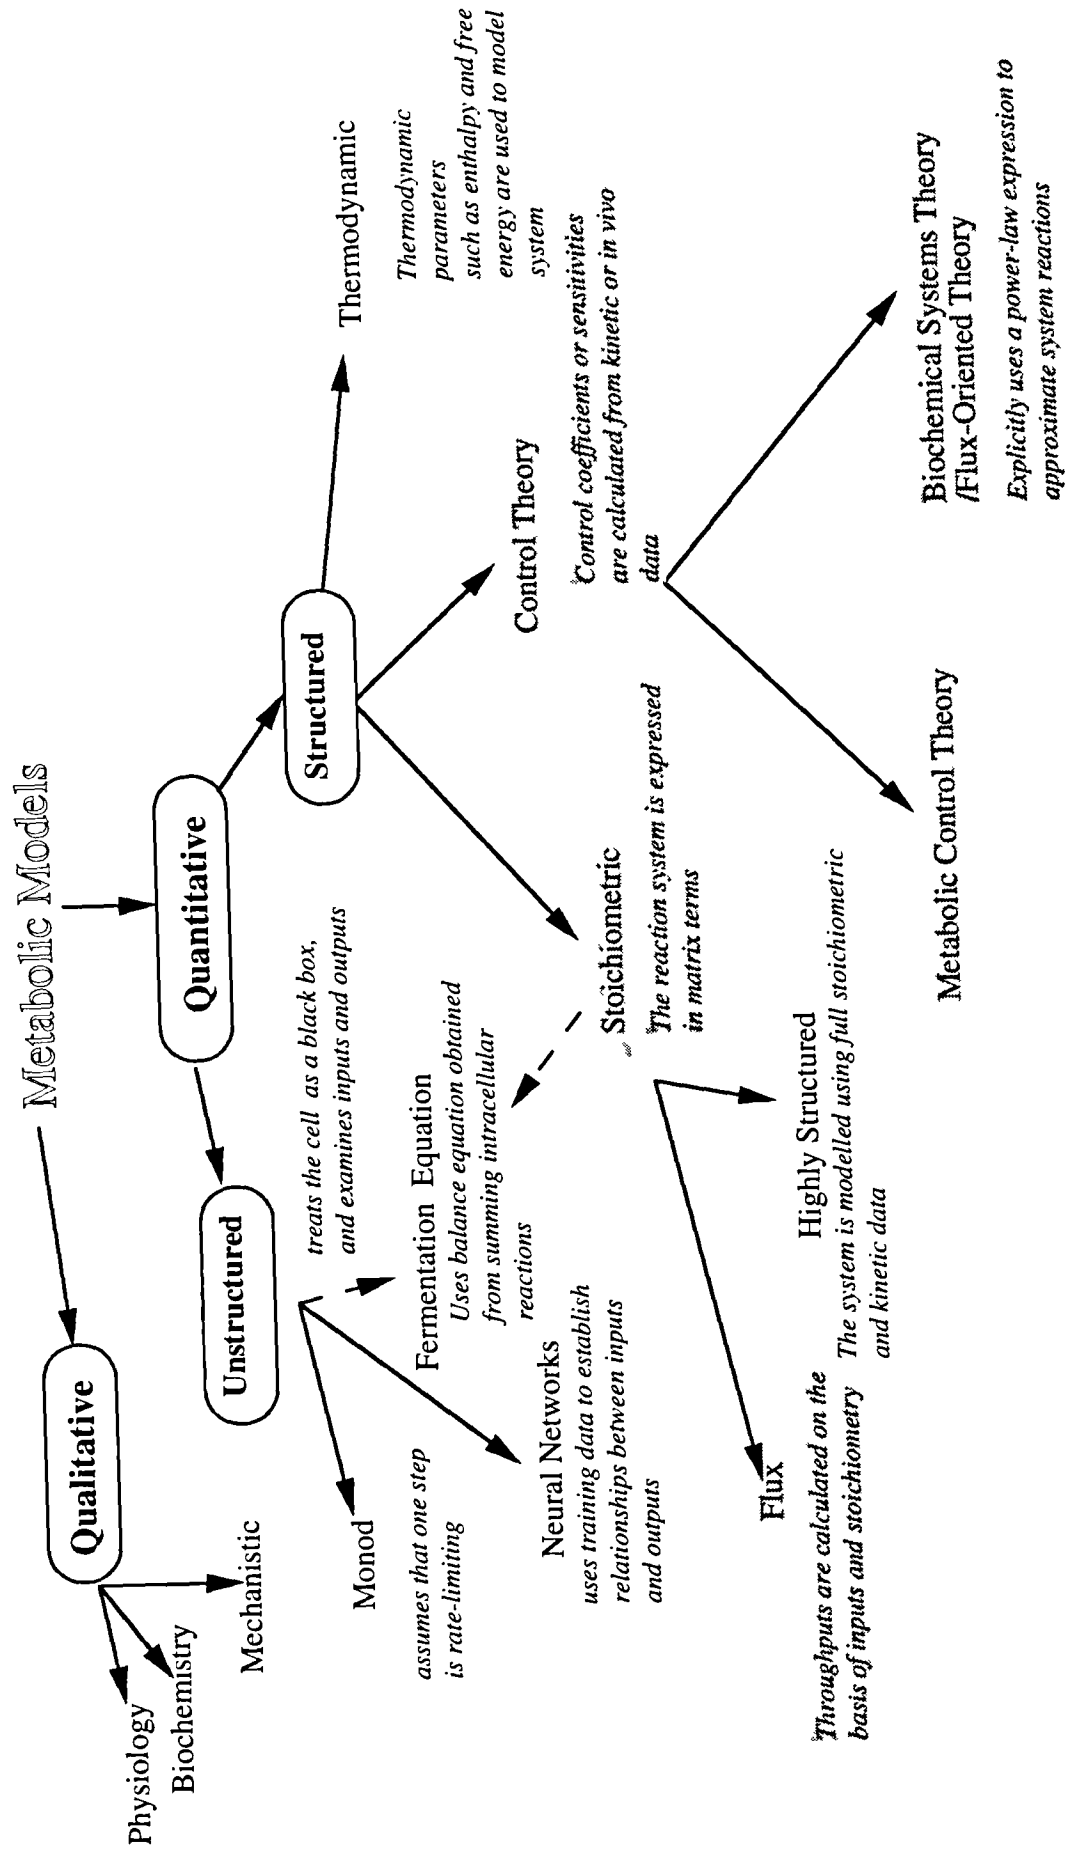 Metabolic Models
Qualitative
Physiology
Biochemistry
Mechanistic
Quantitative
Unstructured
treats the cell as a black box,
and examines inputs and outputs
Monod
assumes that one step
is rate-limiting
Fermentation Equation
Uses balance equation obtained
from summing intracellular
reactions
Neural Networks
uses training data to establish
relationships between inputs
and outputs
Structured
Thermodynamic
Thermodynamic
parameters
such as enthalpy and free
energy are used to model
system
Control Theory
Control coefficients or sensitivities
are calculated from kinetic or in vivo
data
Stoichiometric
The reaction system is expressed
in matrix terms
Flux
Throughputs are calculated on the
basis of inputs and stoichiometry
Highly Structured
The system is modelled using full stoichiometric
and kinetic data
Metabolic Control Theory
Biochemical Systems Theory
/Flux-Oriented Theory
Explicitly uses a power-law expression to
approximate system reactions